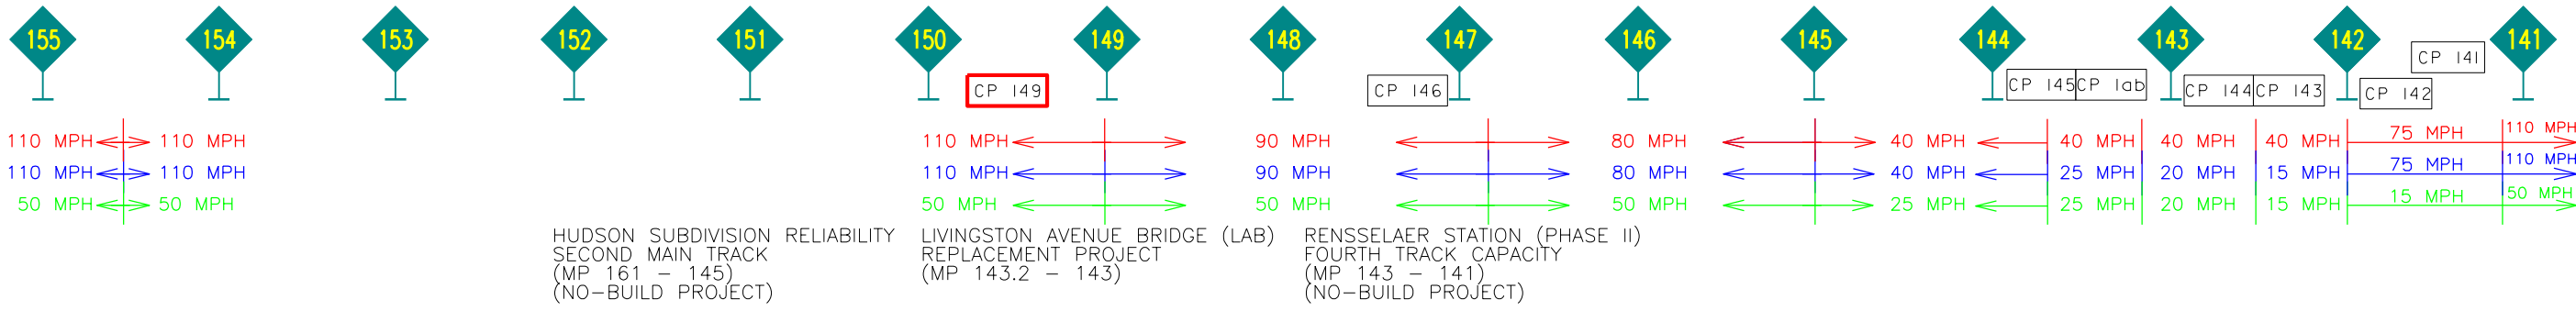 155 154 153 152 151 150 149 148 147 146 145 144 143 142 141
CP 141
CP 149 CP 146 CP 145 CP lab CP 144 CP 143 CP 142
110 MPH 110 MPH 110 MPH 90 MPH 80 MPH 40 MPH 40 MPH 40 MPH 40 MPH 75 MPH 110 MPH
110 MPH 110 MPH 110 MPH 90 MPH 80 MPH 40 MPH 25 MPH 20 MPH 15 MPH 75 MPH 110 MPH
50 MPH 50 MPH 50 MPH 50 MPH 50 MPH 25 MPH 25 MPH 20 MPH 15 MPH 15 MPH 50 MPH
HUDSON SUBDIVISION RELIABILITY
SECOND MAIN TRACK
(MP 161 - 145)
(NO-BUILD PROJECT)
LIVINGSTON AVENUE BRIDGE (LAB)
REPLACEMENT PROJECT
(MP 143.2 - 143)
RENSSELAER STATION (PHASE II)
FOURTH TRACK CAPACITY
(MP 143 - 141)
(NO-BUILD PROJECT)